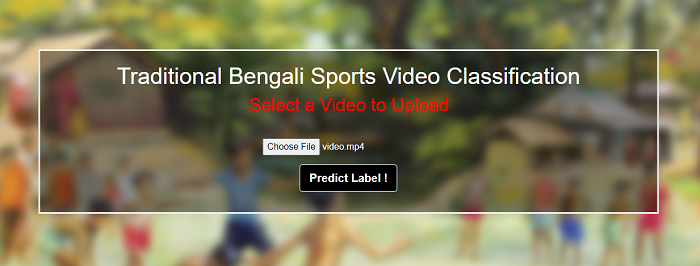 Traditional Bengali Sports Video Classification
Select a Video to Upload
Choose File video.mp4
Predict Label !